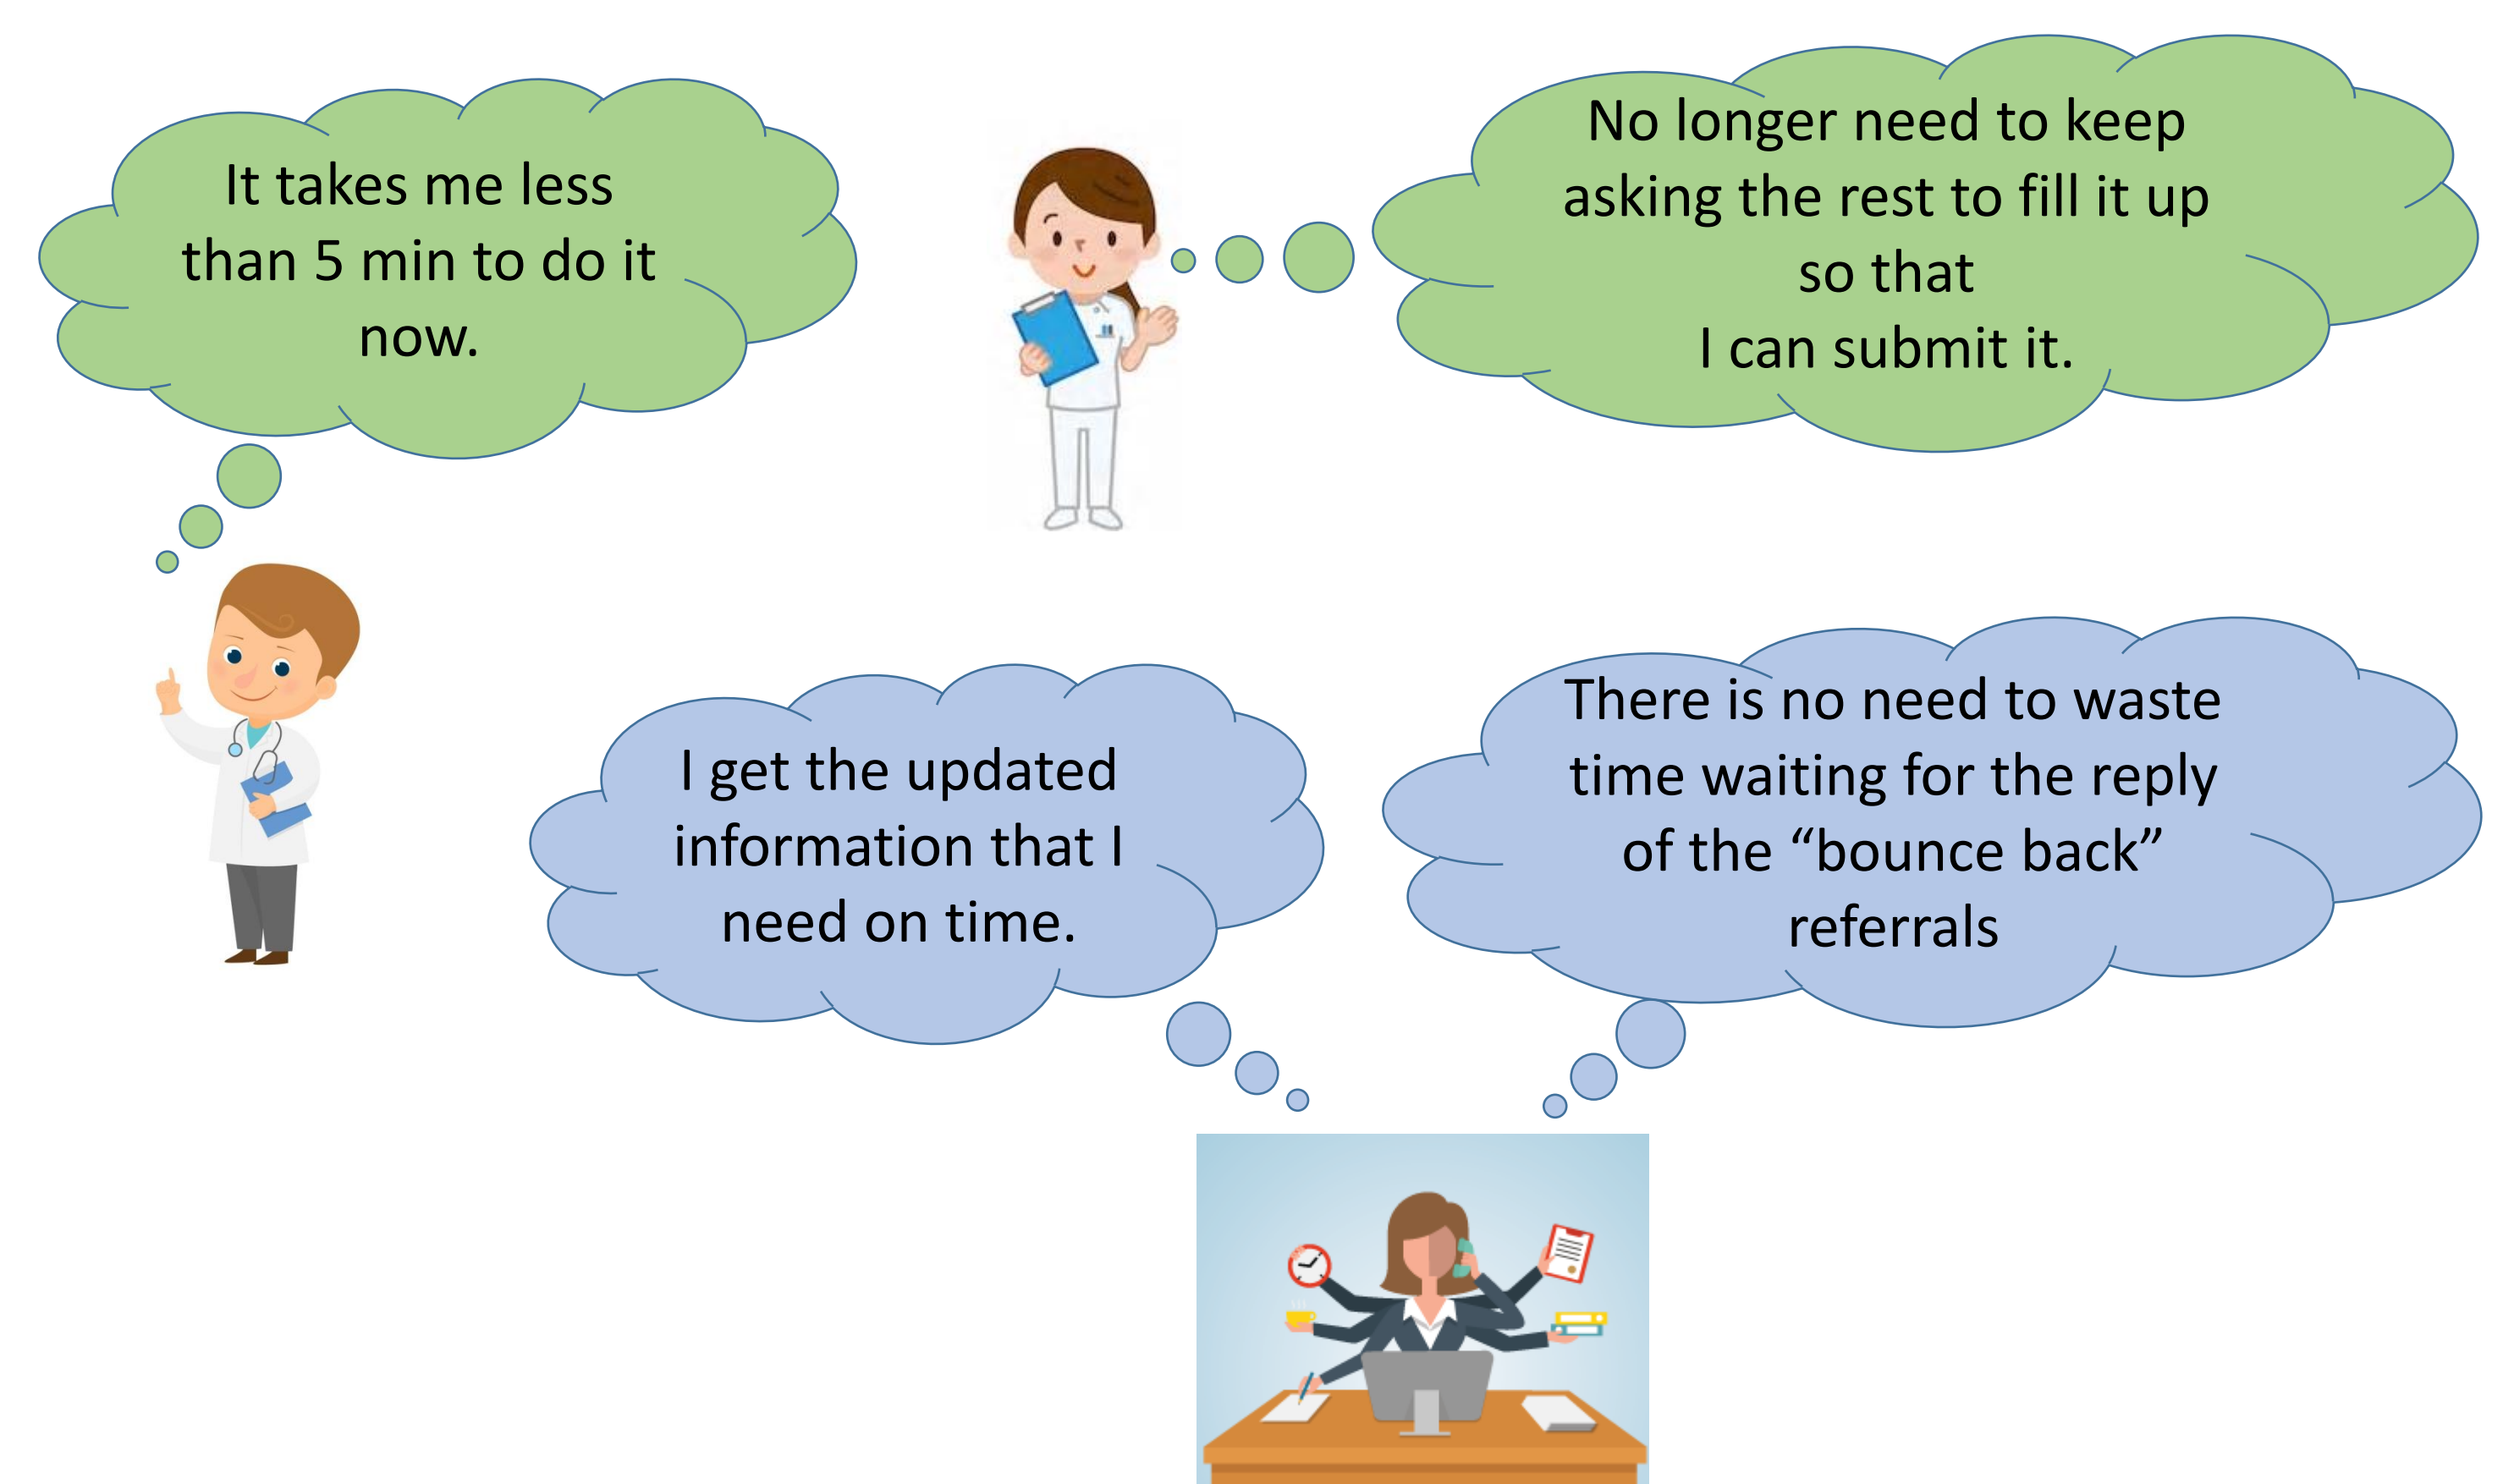 It takes me less
than 5 min to do it
now.
No longer need to keep
asking the rest to fill it up
so that
I can submit it.
I get the updated
information that I
need on time.
There is no need to waste
time waiting for the reply
of the “bounce back”
referrals